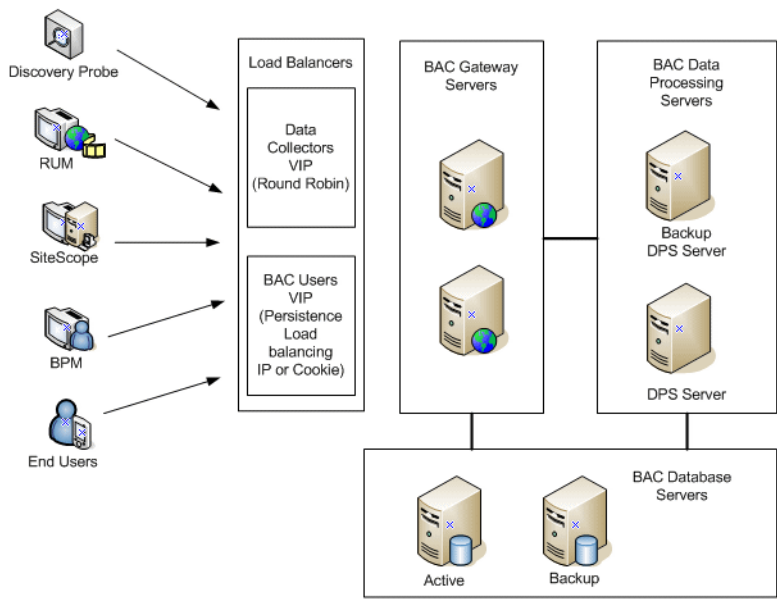 Discovery Probe
RUM
SiteScope
BPM
End Users
Load Balancers
Data
Collectors
VIP
(Round Robin)
BAC Users
VIP
(Persistence
Load
balancing
IP or Cookie)
BAC Gateway
Servers
BAC Data
Processing
Servers
Backup
DPS Server
DPS Server
BAC Database
Servers
Active
Backup